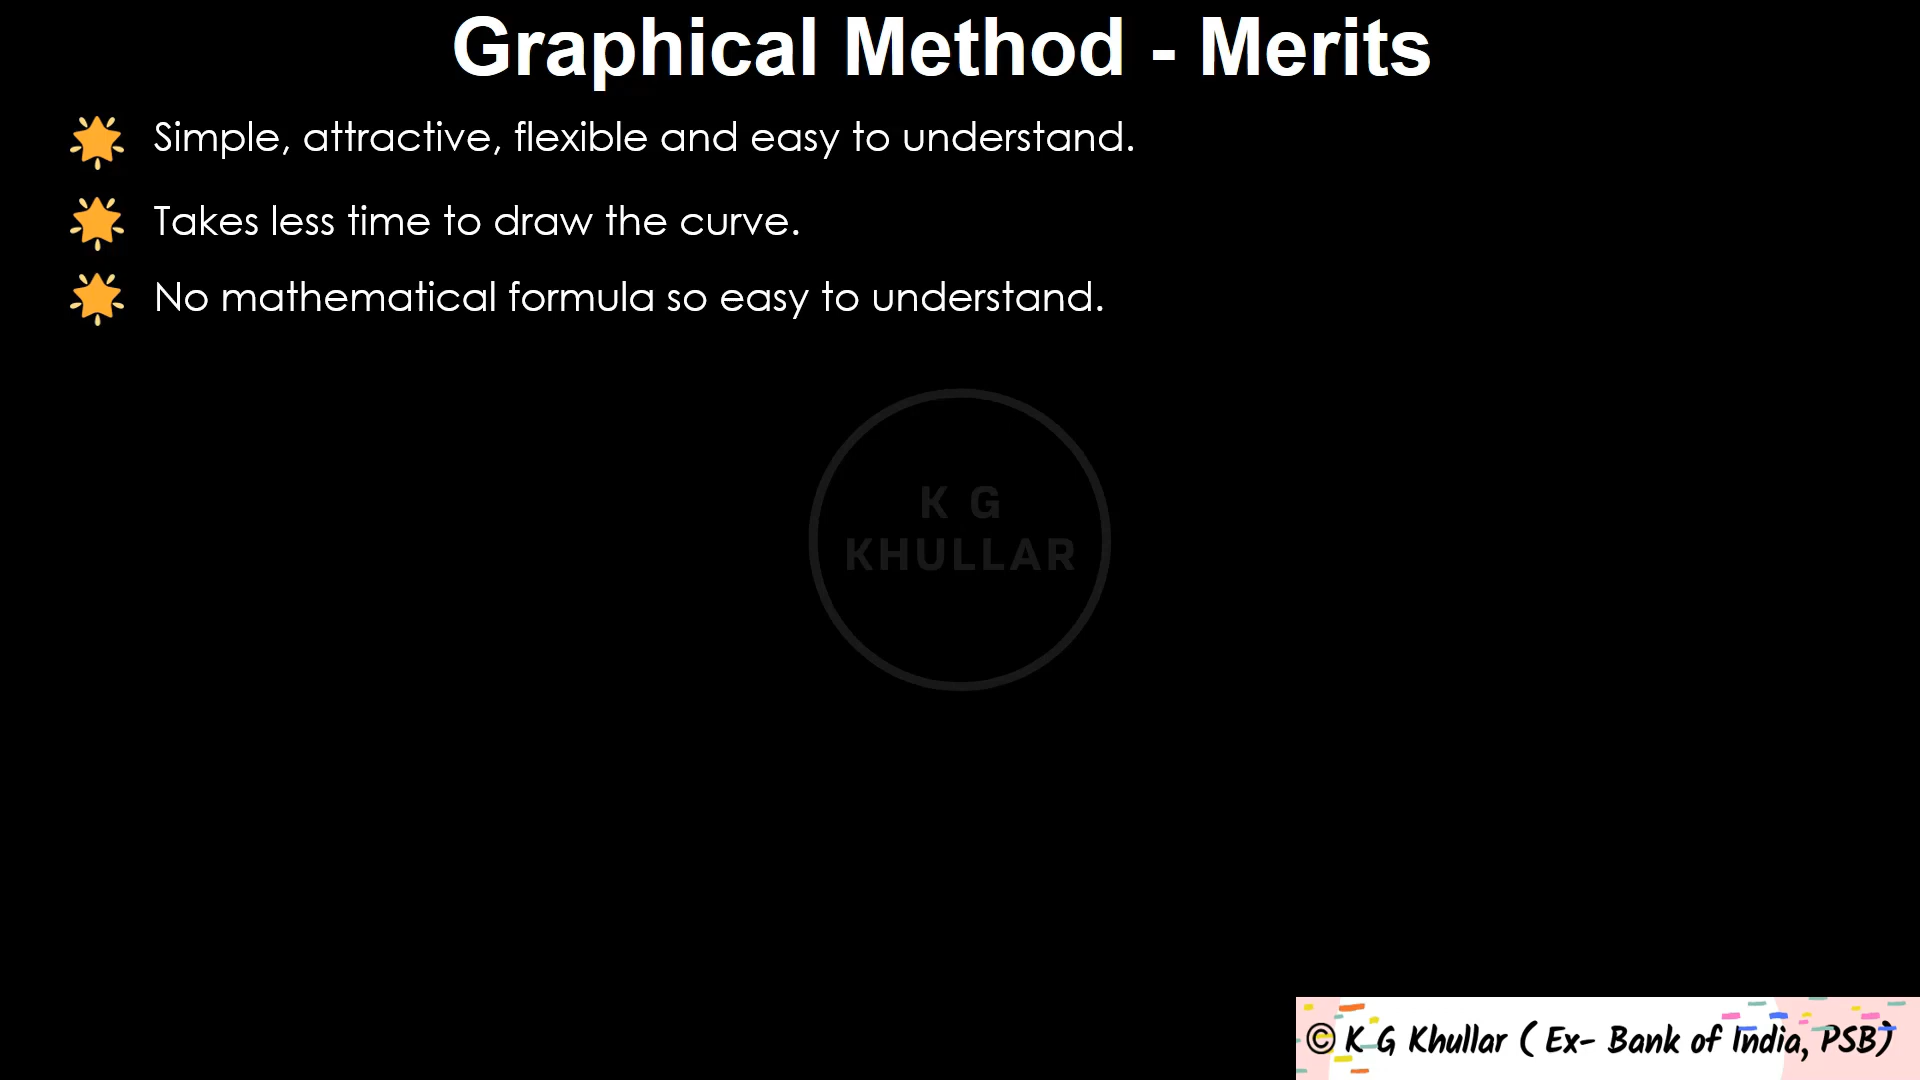 Graphical Method - Merits
Simple, attractive, flexible and easy to understand.
Takes less time to draw the curve.
No mathematical formula so easy to understand.
K G
KHULLAR
© K G Khullar ( Ex- Bank of India, PSB)